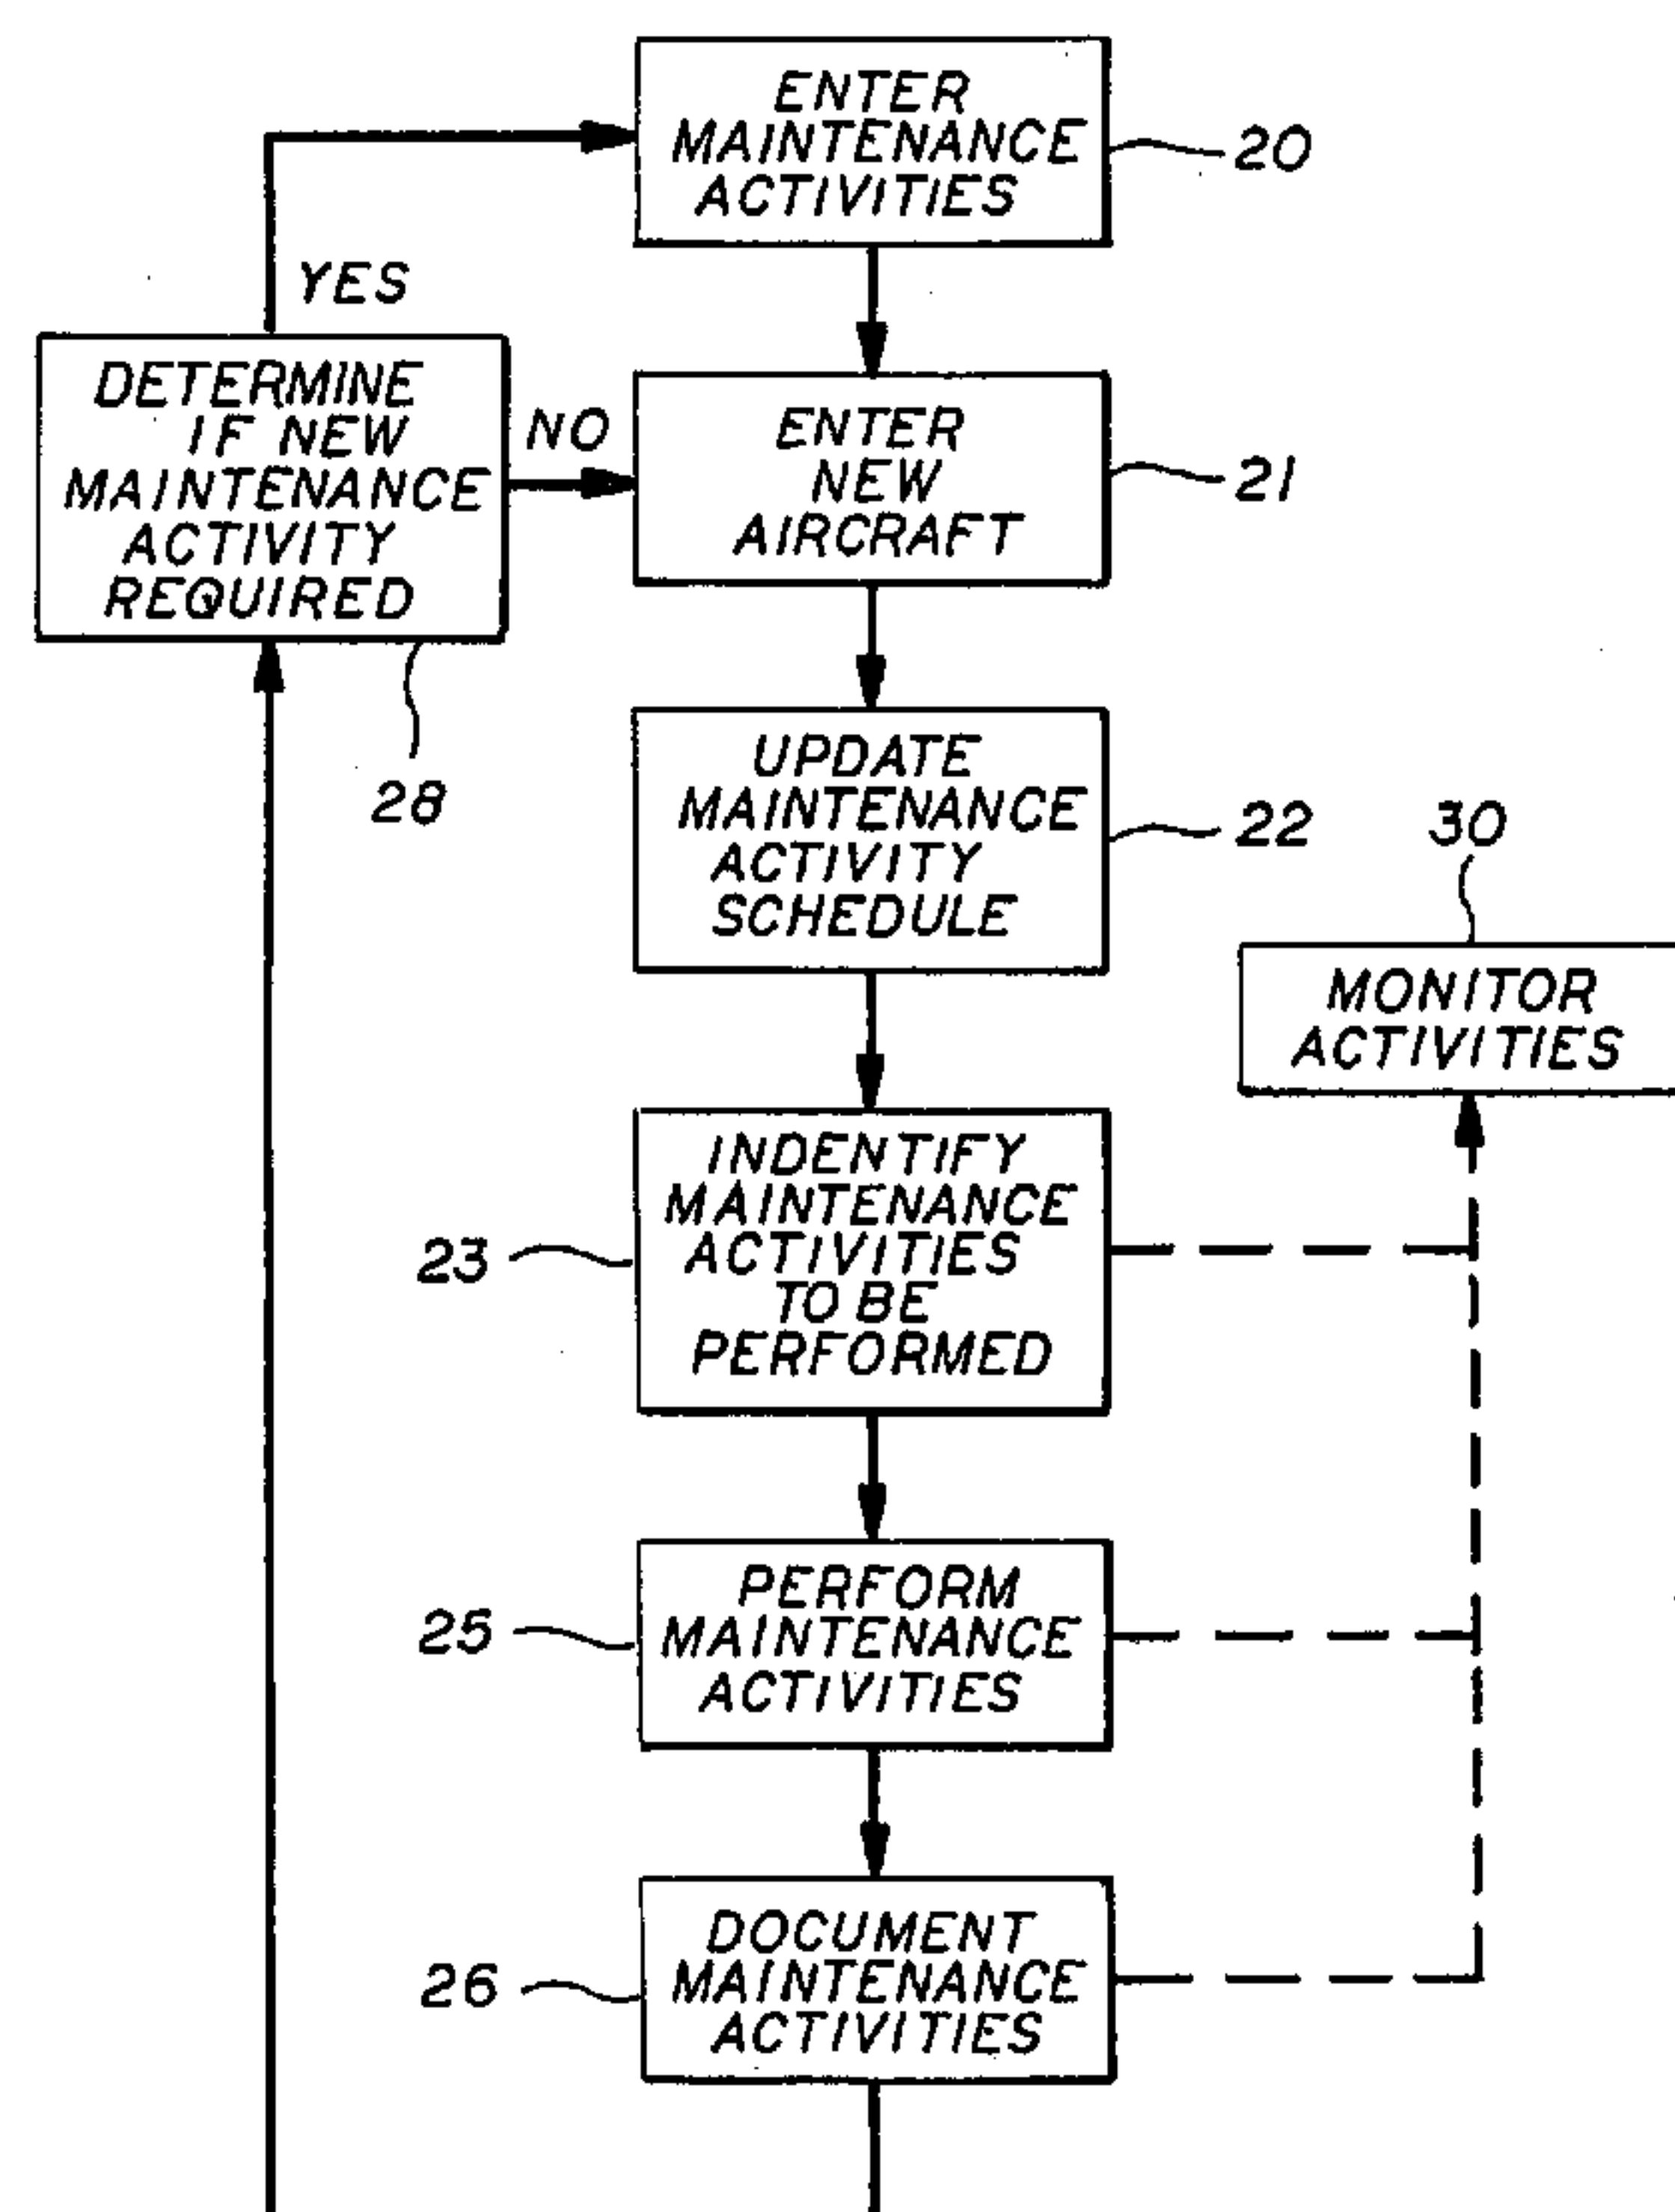 ENTER
MAINTENANCE
ACTIVITIES
20
YES
DETERMINE
IF NEW
MAINTENANCE
ACTIVITY
REQUIRED
28
NO
ENTER
NEW
AIRCRAFT
21
UPDATE
MAINTENANCE
ACTIVITY
SCHEDULE
22
30
MONITOR
ACTIVITIES
INDENTIFY
MAINTENANCE
ACTIVITIES
TO BE
PERFORMED
23
PERFORM
MAINTENANCE
ACTIVITIES
25
DOCUMENT
MAINTENANCE
ACTIVITIES
26